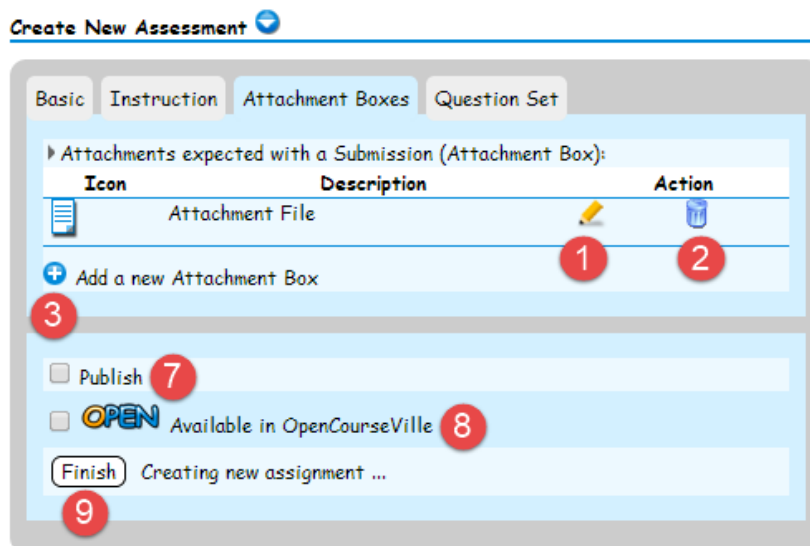 Create New Assessment
Basic Instruction Attachment Boxes Question Set
Attachments expected with a Submission (Attachment Box):
Icon Description Action
Attachment File
1 2
Add a new Attachment Box
3
Publish 7
OPEN Available in OpenCourseVille 8
Finish Creating new assignment ...
9